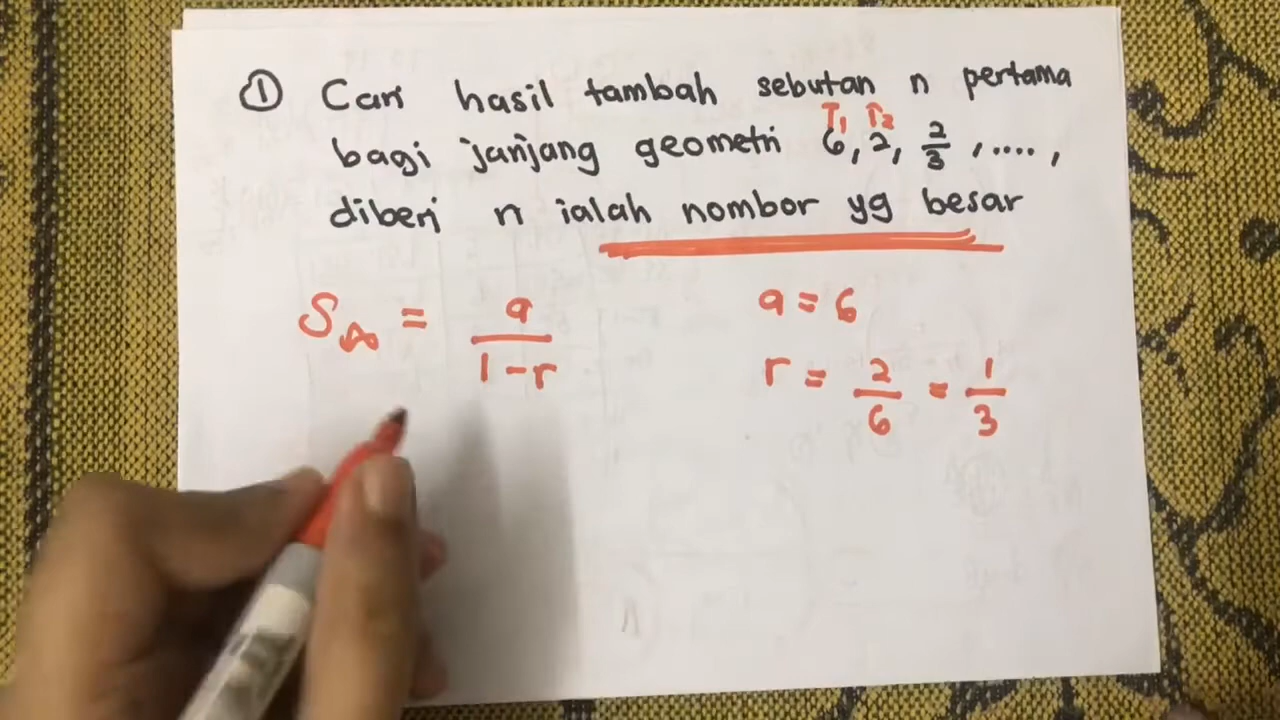 ① Cari hasil tambah sebutan n pertama
T₁ T₂
bagi janjang geometri 6, 2, 2/3, ....,
diberi n ialah nombor yg besar
S∞ = a/(1-r)
a = 6
r = 2/6 = 1/3